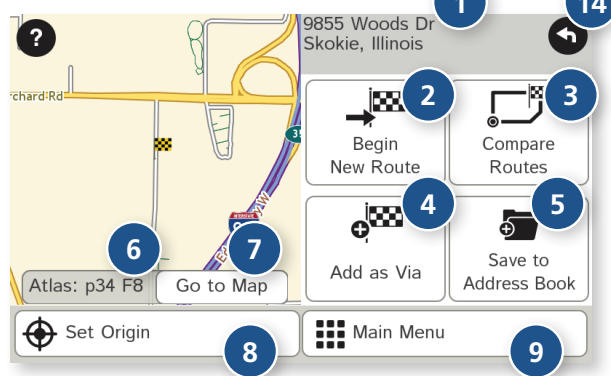 1
14
9855 Woods Dr
Skokie, Illinois
?
2
3
rchard Rd
Begin
New Route
Compare
Routes
4
5
6
7
Add as Via
Save to
Address Book
Atlas: p34 F8
Go to Map
Set Origin
Main Menu
8
9